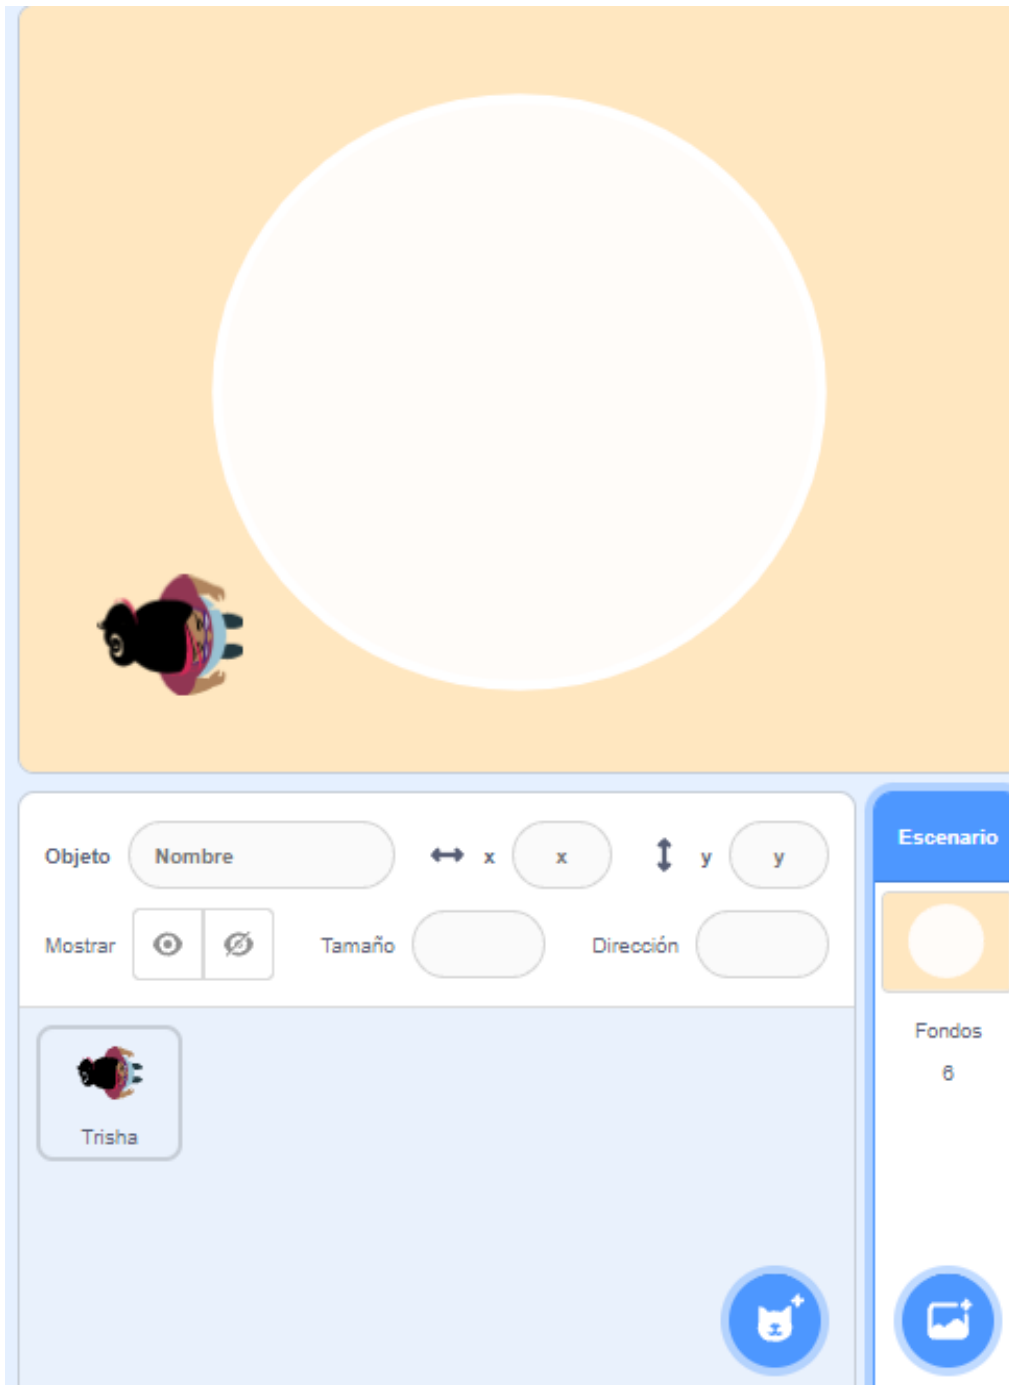 Objeto Nombre x x y y
Mostrar Tamaño Dirección
Trisha
Escenario
Fondos
6